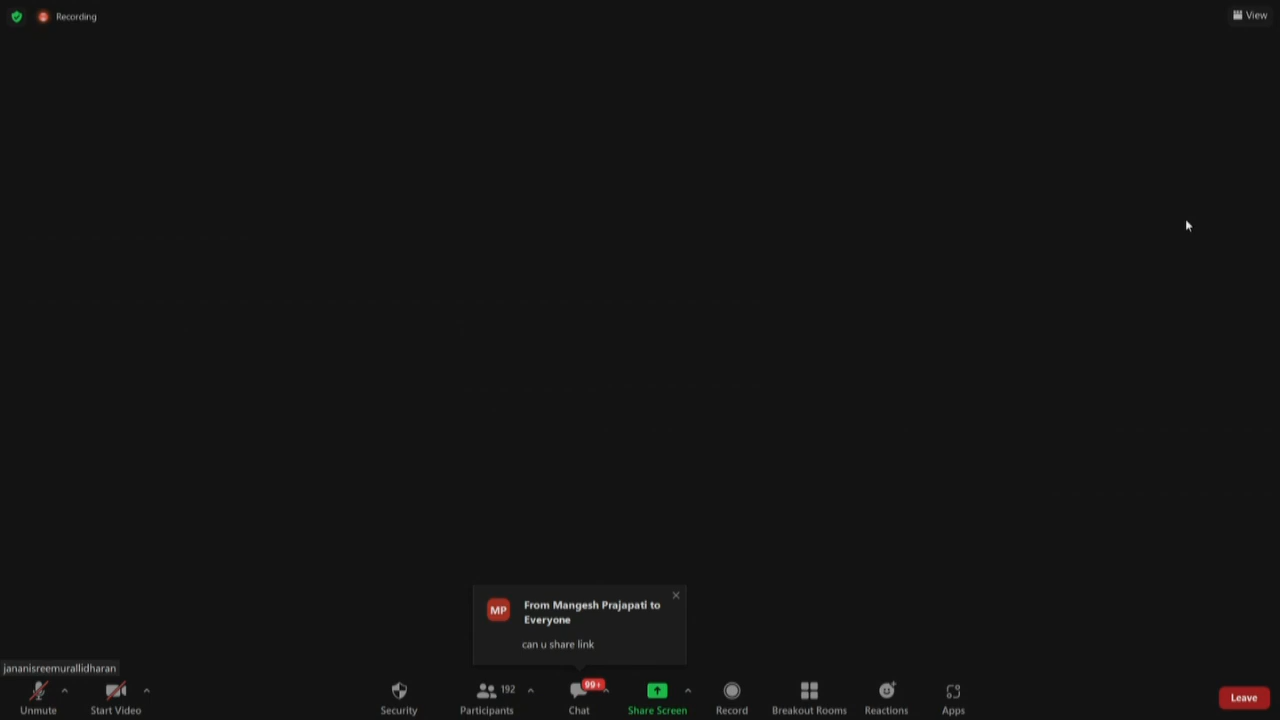 Recording
View
MP
From Mangesh Prajapati to
Everyone
can u share link
jananisreemurallidharan
192
99+
Unmute
Start Video
Security
Participants
Chat
Share Screen
Record
Breakout Rooms
Reactions
Apps
Leave